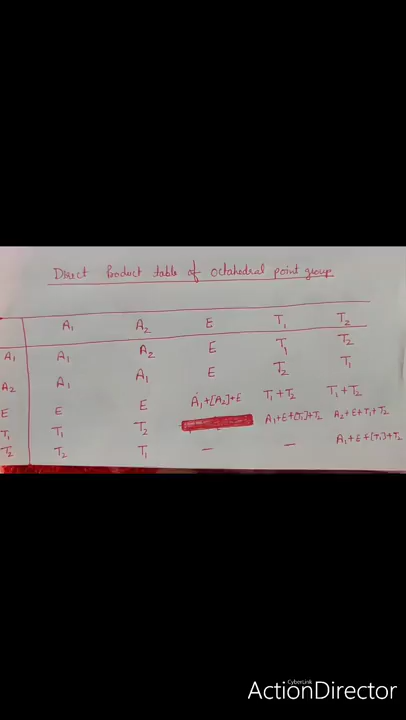 Direct Product table of octahedral point group
A1 A2 E T1 T2
A1 A1 A2 E T1 T2
A2 A1 A1 E T2 T1
E E E A1+[A2]+E T1+T2 T1+T2
T1 T1 T2 A1+E+[T1]+T2 A2+E+T1+T2
T2 T2 T1 — — A1+E+[T1]+T2
CyberLink
ActionDirector